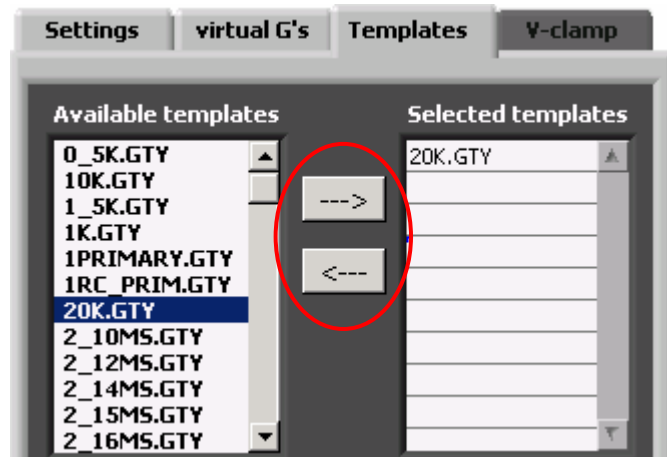 Settings
virtual G's
Templates
V-clamp
Available templates
Selected templates
0_5K.GTY
10K.GTY
1_5K.GTY
1K.GTY
1PRIMARY.GTY
1RC_PRIM.GTY
20K.GTY
2_10MS.GTY
2_12MS.GTY
2_14MS.GTY
2_15MS.GTY
2_16MS.GTY
--->
<---
20K.GTY